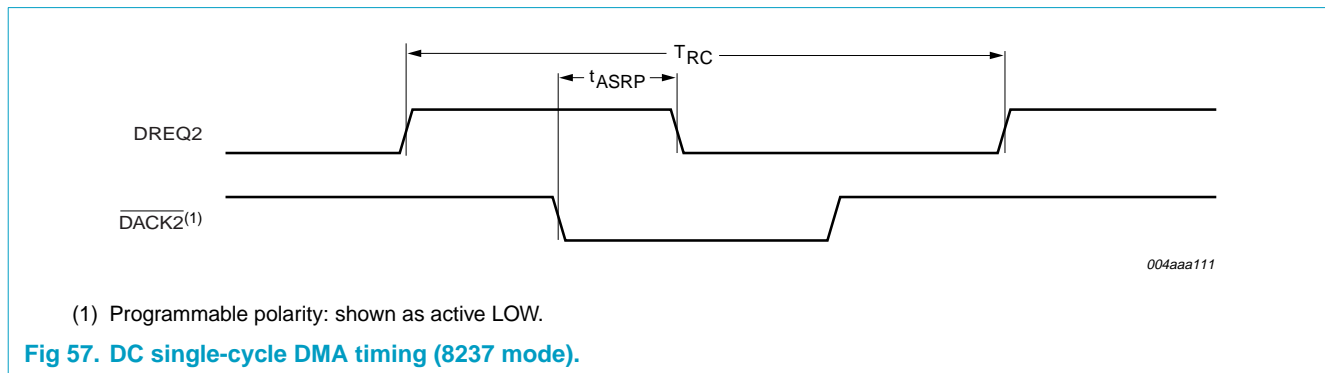 TRC
tASRP
DREQ2
DACK2(1)
004aaa111
(1) Programmable polarity: shown as active LOW.
Fig 57. DC single-cycle DMA timing (8237 mode).